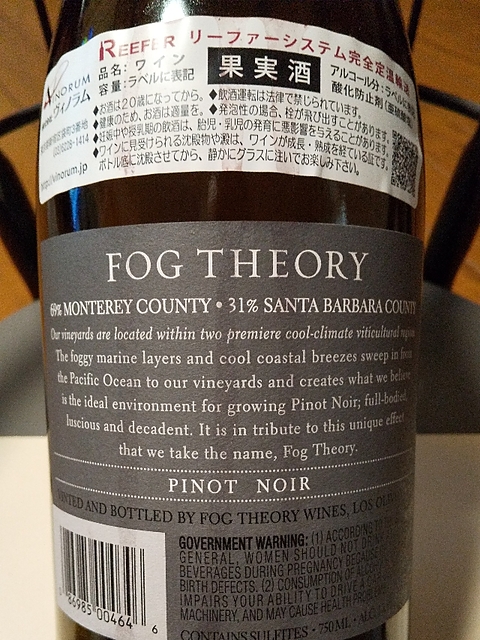 REEFER リーファーシステム完全定温輸送
品名：ワイン
容量：ラベルに表記
果実酒
アルコール分：ラベル
酸化防止剤
NORUM
ヴィノラム
http://vinorum.jp
◆お酒は20歳になってから。◆飲酒運転は法律で禁じられています。
◆健康のため、お酒は適量を。◆発泡性の場合、栓が飛び出すことがあります。
◆妊娠中や授乳期の飲酒は、胎児・乳児の発育に悪影響を与えることがあります。
◆ワインに見受けられる沈殿物や澱は、ワインが成長・熟成を経ている証です。
ボトル底に沈殿させてから、静かにグラスに注いでお楽しみ下さい。
FOG THEORY
69% MONTEREY COUNTY • 31% SANTA BARBARA COUNTY
Our vineyards are located within two premiere cool-climate viticultural
The foggy marine layers and cool coastal breezes sweep in from
the Pacific Ocean to our vineyards and creates what we believe
is the ideal environment for growing Pinot Noir; full-bodied,
luscious and decadent. It is in tribute to this unique effect
that we take the name, Fog Theory.
PINOT NOIR
VINTED AND BOTTLED BY FOG THEORY WINES, LOS
GOVERNMENT WARNING: (1) ACCORDING
GENERAL, WOMEN SHOULD NOT
BEVERAGES DURING PREGNANCY BECAUSE
BIRTH DEFECTS. (2) CONSUMPTION OF
IMPAIRS YOUR ABILITY TO DRIVE A
MACHINERY, AND MAY CAUSE HEALTH PROBLEMS
CONTAINS SULFITES • 750ML •
86985 00464 6